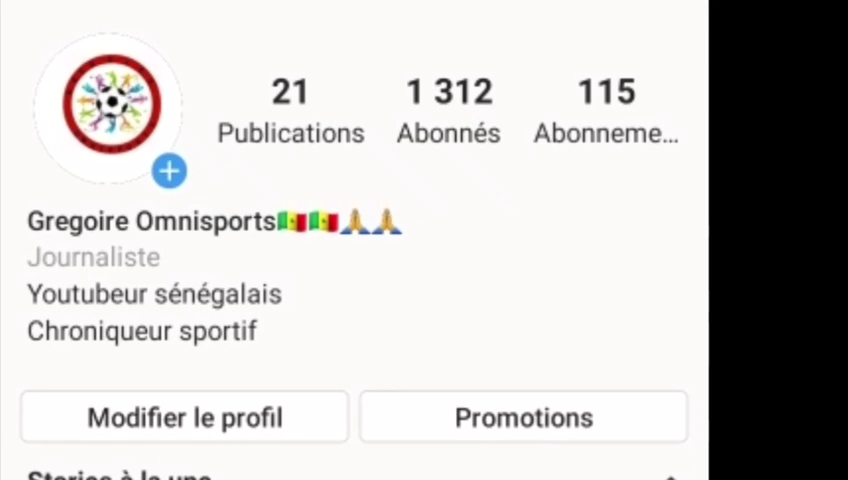 21 1 312 115
Publications Abonnés Abonneme...
Gregoire Omnisports🇸🇳🇸🇳🙏🙏
Journaliste
Youtubeur sénégalais
Chroniqueur sportif
Modifier le profil Promotions
Stories à la une